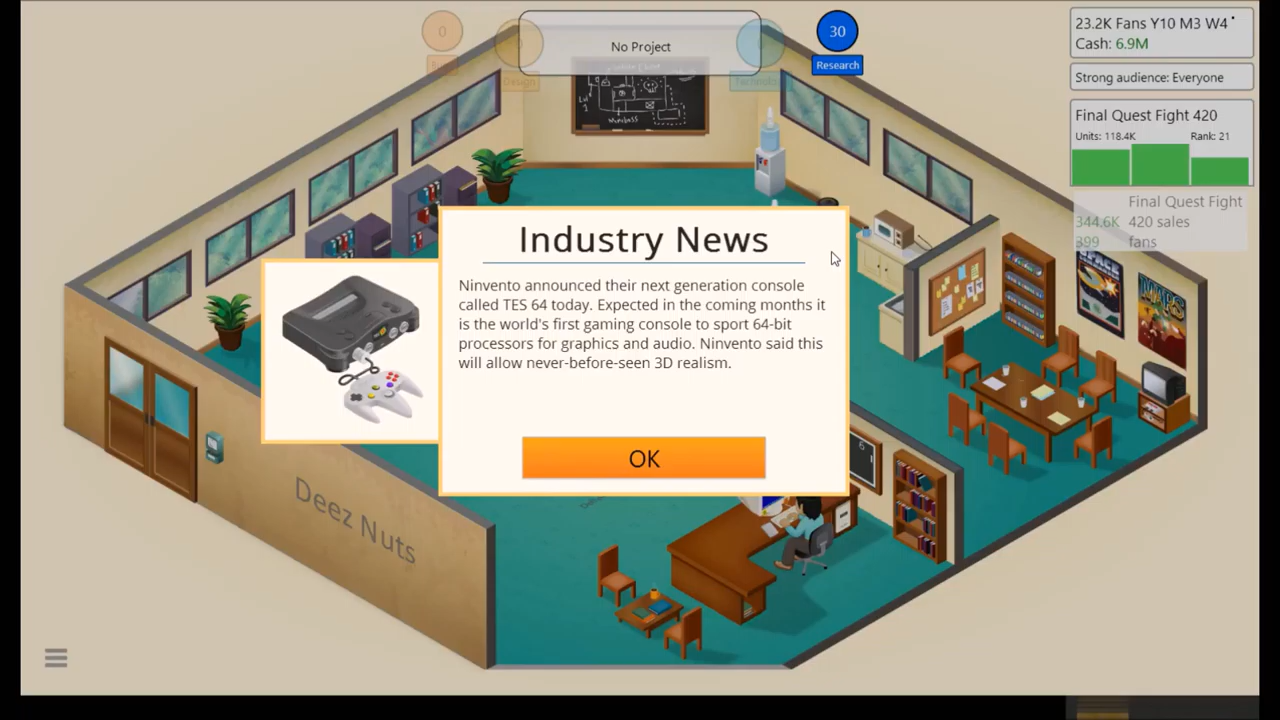 0
No Project
30
Research
Design
23.2K Fans Y10 M3 W4
Cash: 6.9M
Strong audience: Everyone
Final Quest Fight 420
Units: 118.4K Rank: 21
Final Quest Fight
344.6K 420 sales
399 fans
SPACE
MARS
Industry News
Ninvento announced their next generation console
called TES 64 today. Expected in the coming months it
is the world's first gaming console to sport 64-bit
processors for graphics and audio. Ninvento said this
will allow never-before-seen 3D realism.
OK
Deez Nuts